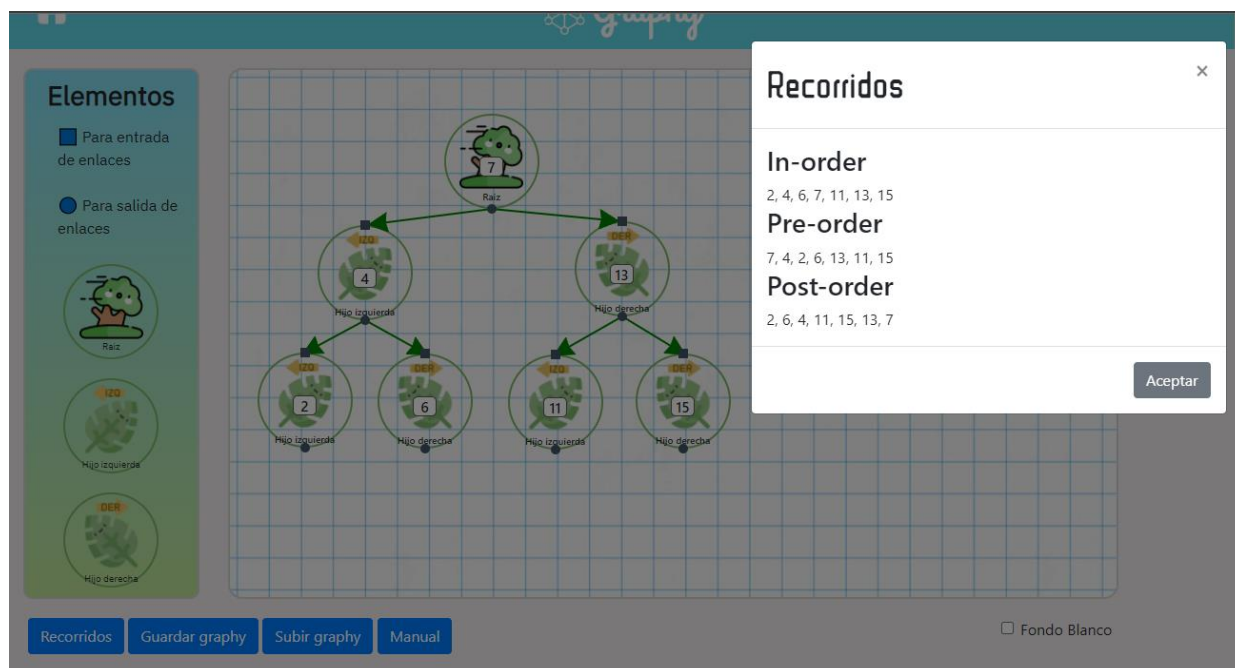 Graphy
Elementos
Para entrada
de enlaces
Para salida de
enlaces
Raiz
IZQ
Hijo izquierda
DER
Hijo derecha
7
Raiz
IZQ
4
Hijo izquierda
DER
13
Hijo derecha
IZQ
2
Hijo izquierda
DER
6
Hijo derecha
IZQ
11
Hijo izquierda
DER
15
Hijo derecha
Recorridos
×
In-order
2, 4, 6, 7, 11, 13, 15
Pre-order
7, 4, 2, 6, 13, 11, 15
Post-order
2, 6, 4, 11, 15, 13, 7
Aceptar
Recorridos
Guardar graphy
Subir graphy
Manual
Fondo Blanco